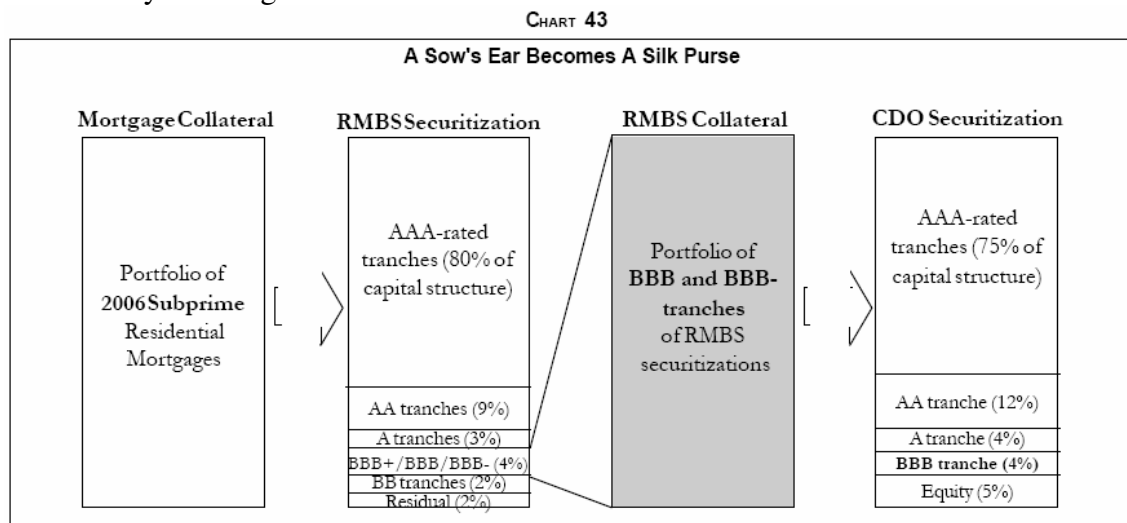 CHART 43
A Sow's Ear Becomes A Silk Purse
Mortgage Collateral
Portfolio of
2006 Subprime
Residential
Mortgages
RMBS Securitization
AAA-rated
tranches (80% of
capital structure)
AA tranches (9%)
A tranches (3%)
BBB+/BBB/BBB- (4%)
BB tranches (2%)
Residual (2%)
RMBS Collateral
Portfolio of
BBB and BBB-
tranches
of RMBS
securitizations
CDO Securitization
AAA-rated
tranches (75% of
capital structure)
AA tranche (12%)
A tranche (4%)
BBB tranche (4%)
Equity (5%)